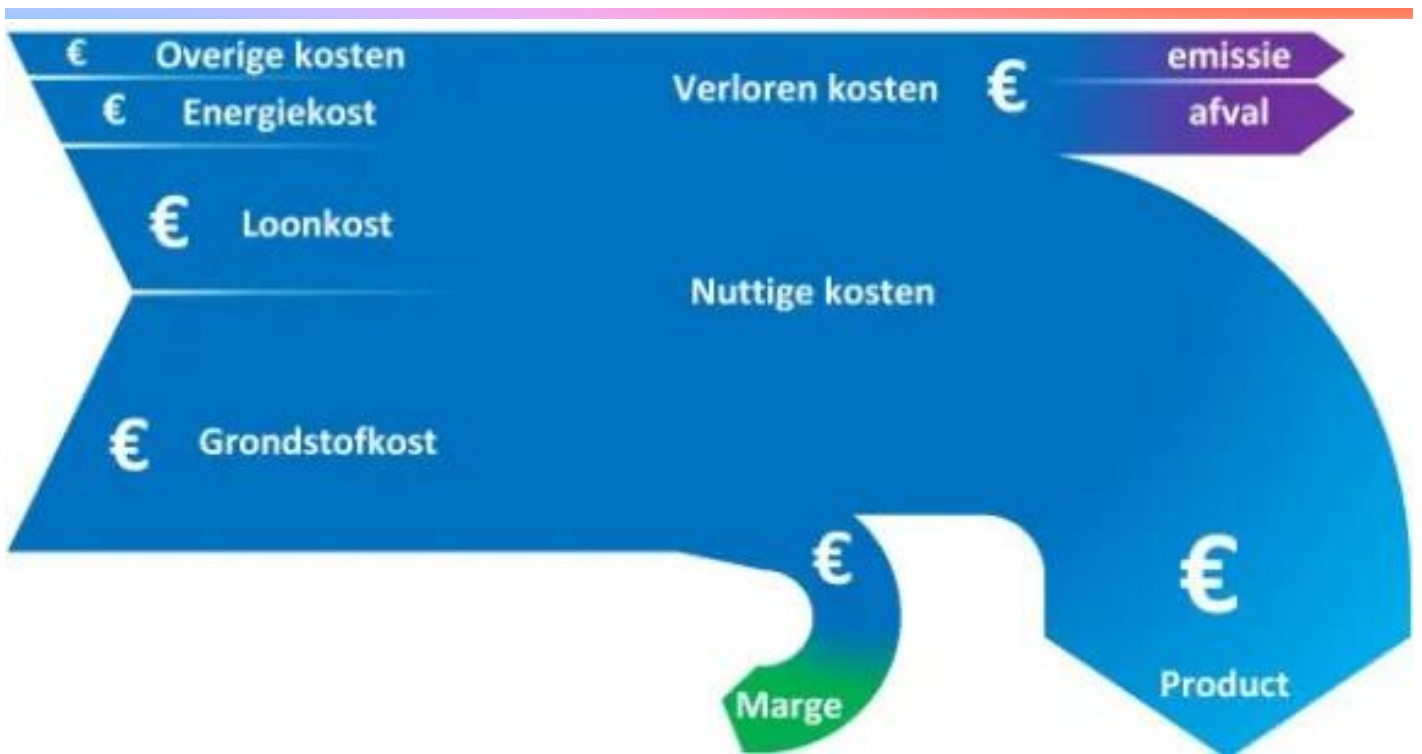 € Overige kosten
€ Energiekost
€ Loonkost
€ Grondstofkost
Verloren kosten €
emissie
afval
Nuttige kosten
€
Marge
€
Product